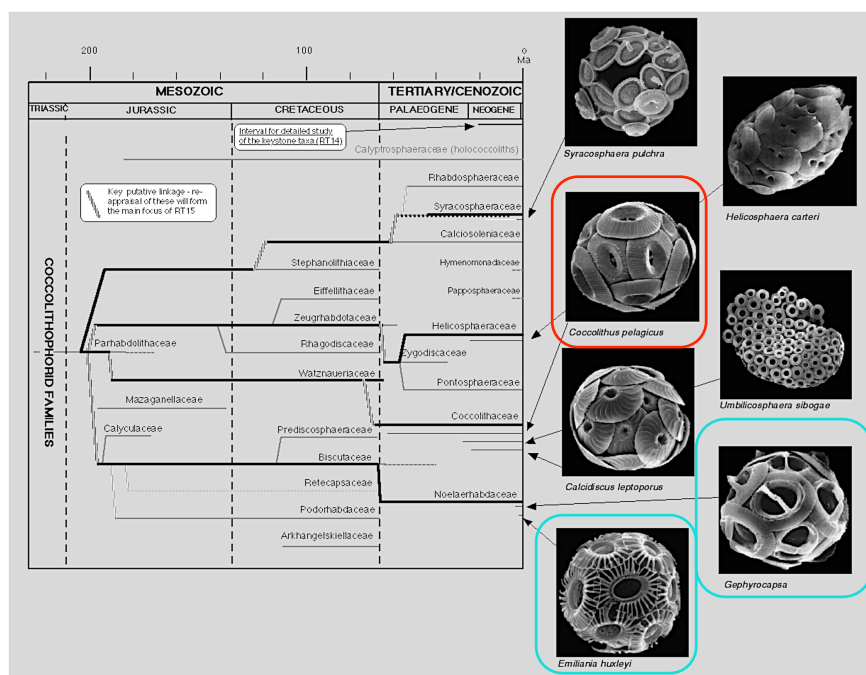 200
100
o
Ma
MESOZOIC
TERTIARY/CENOZOIC
TRIASSIC
JURASSIC
CRETACEOUS
PALAEOGENE
NEOGENE
Interval for detailed study
of the keystone taxa (RT14)
Calyptrosphaeraceae (holococcoliths)
Key putative linkage - re-
appraisal of these will form
the main focus of RT15
COCCOLITHOPHORID FAMILIES
Rhabdosphaeraceae
Syracosphaeraceae
Calciosoleniaceae
Stephanolithiaceae
Hymenomonadaceae
Eiffellithaceae
Papposphaeraceae
Zeugrhabdotaceae
Helicosphaeraceae
Parhabdolithaceae
Rhagodiscaceae
Zygodiscaceae
Watznaueriaceae
Pontosphaeraceae
Mazaganellaceae
Coccolithaceae
Calyculaceae
Prediscosphaeraceae
Biscutaceae
Retecapsaceae
Noelaerhabdaceae
Podorhabdaceae
Arkhangelskiellaceae
Syracosphaera pulchra
Helicosphaera carteri
Coccolithus pelagicus
Umbilicosphaera sibogae
Calcidiscus leptoporus
Gephyrocapsa
Emiliania huxleyi